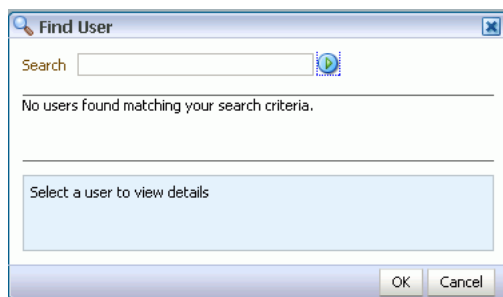 Find User
Search
No users found matching your search criteria.
Select a user to view details
OK Cancel